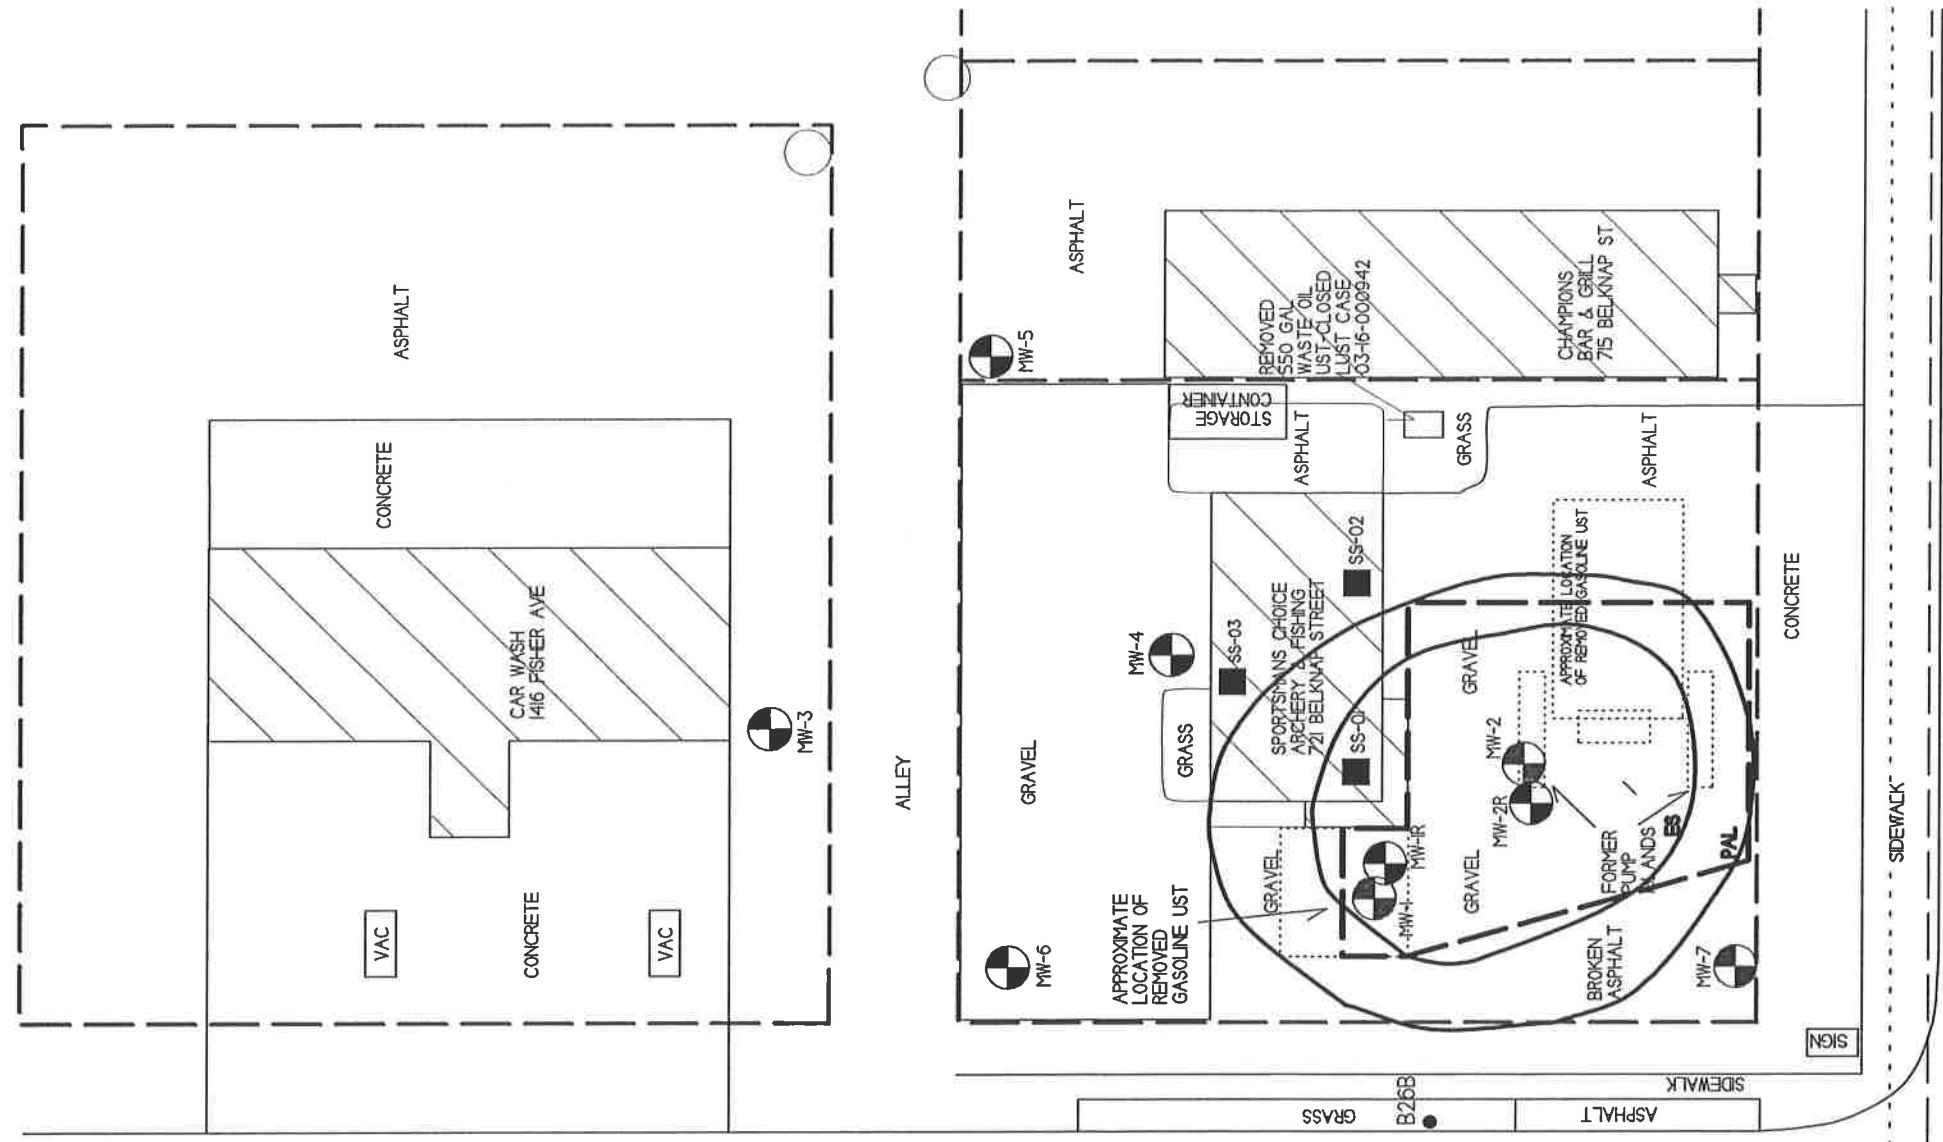 ASPHALT
CONCRETE
CAR WASH
1416 FISHER AVE
VAC
CONCRETE
VAC
MW-3
ALLEY
ASPHALT
MW-5
REMOVED
550 GAL
WASTE OIL
UST-CLOSED
LUST CASE
03-16-000942
CHAMPIONS
BAR & GRILL
715 BELKNAP ST
STORAGE
CONTAINER
ASPHALT
GRASS
ASPHALT
GRAVEL
MW-4
GRASS
SS-03
SS-02
SPORTSMANS CHOICE
ARCHERY & FISHING
721 BELKNAP STREET
SS-01
GRAVEL
APPROXIMATE LOCATION
OF REMOVED GASOLINE UST
CONCRETE
MW-2
MW-2R
MW-1R
MW-1
GRAVEL
GRAVEL
FORMER
PUMP
ISLANDS
ES
PAL
APPROXIMATE
LOCATION OF
REMOVED
GASOLINE UST
MW-6
BROKEN
ASPHALT
MW-7
SIGN
SIDEWALK
SIDEWALK
B26B
GRASS
ASPHALT